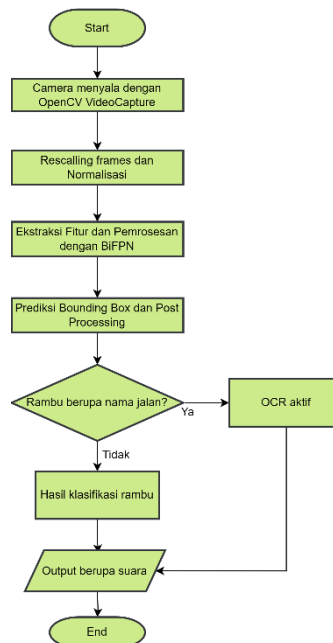 Start
Camera menyala dengan
OpenCV VideoCapture
Rescalling frames dan
Normalisasi
Ekstraksi Fitur dan Pemrosesan
dengan BiFPN
Prediksi Bounding Box dan Post
Processing
Rambu berupa nama jalan?
Ya
OCR aktif
Tidak
Hasil klasifikasi rambu
Output berupa suara
End